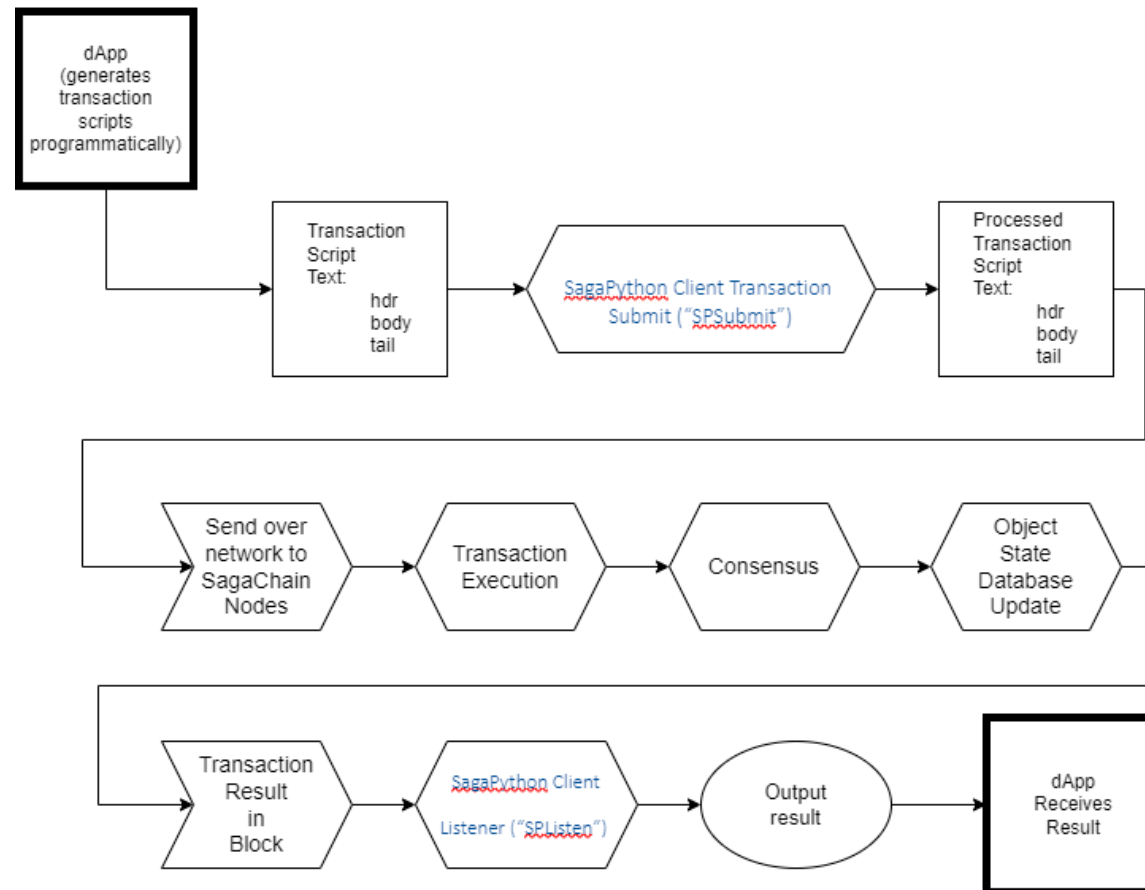 dApp
(generates
transaction
scripts
programmatically)
Transaction
Script
Text:
hdr
body
tail
SagaPython Client Transaction
Submit (“SPSubmit”)
Processed
Transaction
Script
Text:
hdr
body
tail
Send over
network to
SagaChain
Nodes
Transaction
Execution
Consensus
Object
State
Database
Update
Transaction
Result
in
Block
SagaPython Client
Listener (“SPListen”)
Output
result
dApp
Receives
Result